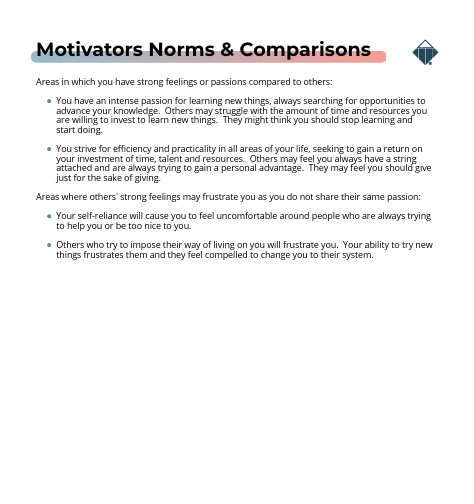 Motivators Norms & Comparisons
Areas in which you have strong feelings or passions compared to others:
You have an intense passion for learning new things, always searching for opportunities to
advance your knowledge. Others may struggle with the amount of time and resources you
are willing to invest to learn new things. They might think you should stop learning and
start doing.
You strive for efficiency and practicality in all areas of your life, seeking to gain a return on
your investment of time, talent and resources. Others may feel you always have a string
attached and are always trying to gain a personal advantage. They may feel you should give
just for the sake of giving.
Areas where others' strong feelings may frustrate you as you do not share their same passion:
Your self-reliance will cause you to feel uncomfortable around people who are always trying
to help you or be too nice to you.
Others who try to impose their way of living on you will frustrate you. Your ability to try new
things frustrates them and they feel compelled to change you to their system.